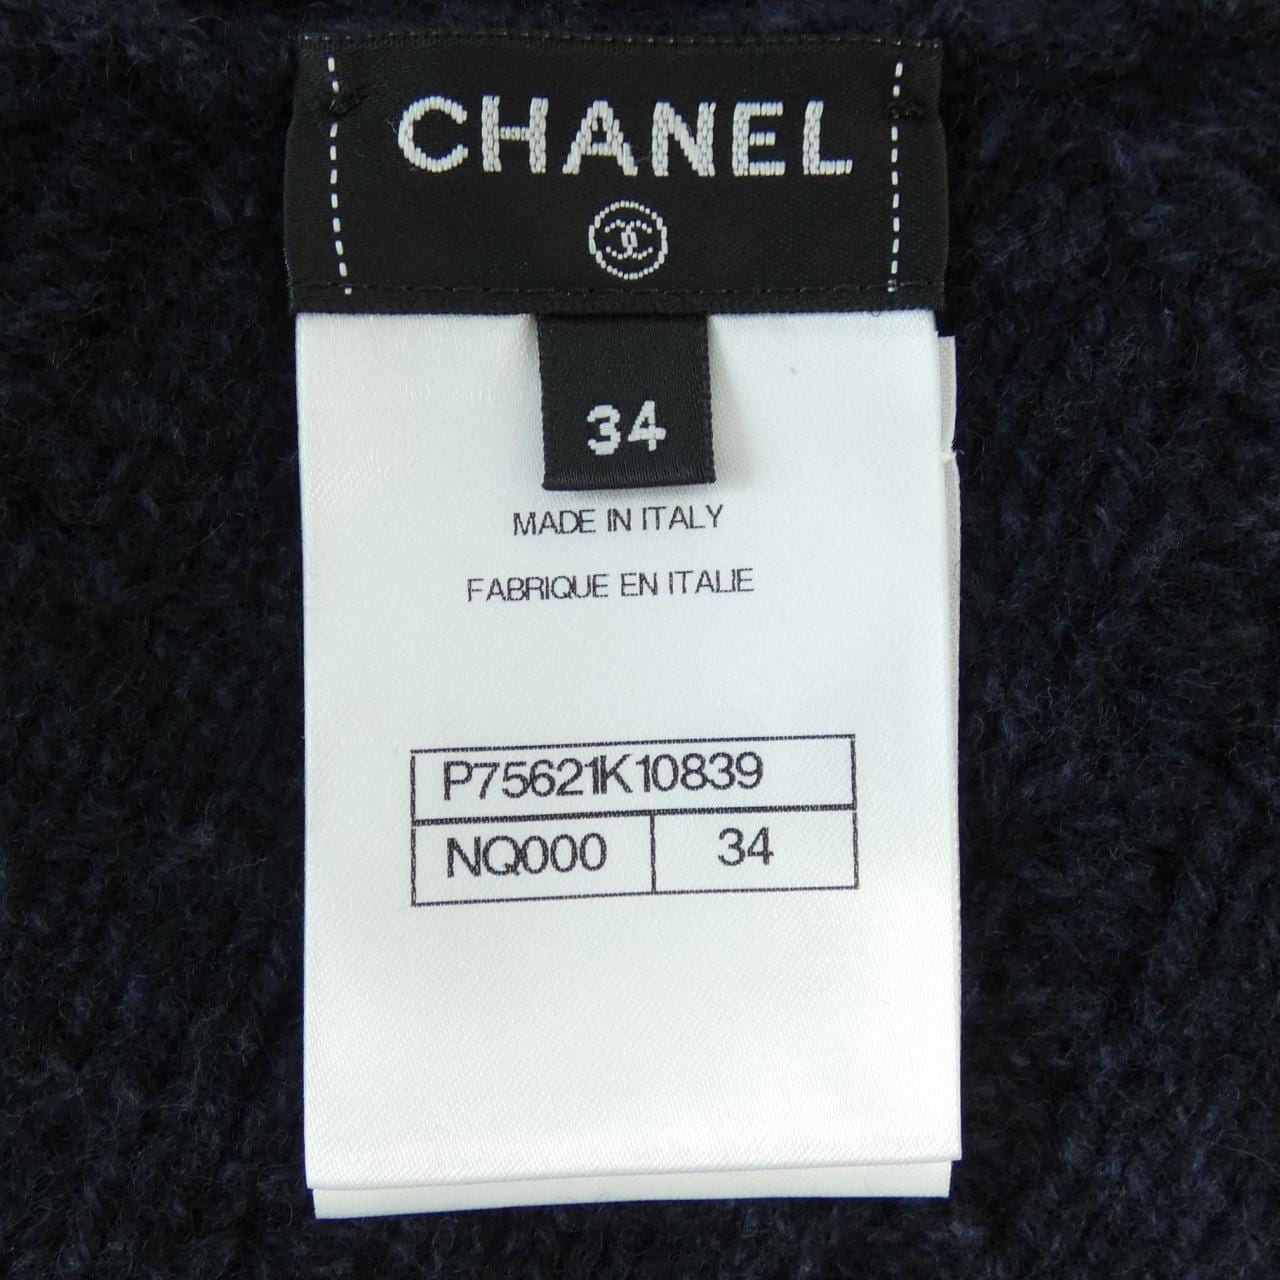 CHANEL
34
MADE IN ITALY
FABRIQUE EN ITALIE
P75621K10839
NQ000 34